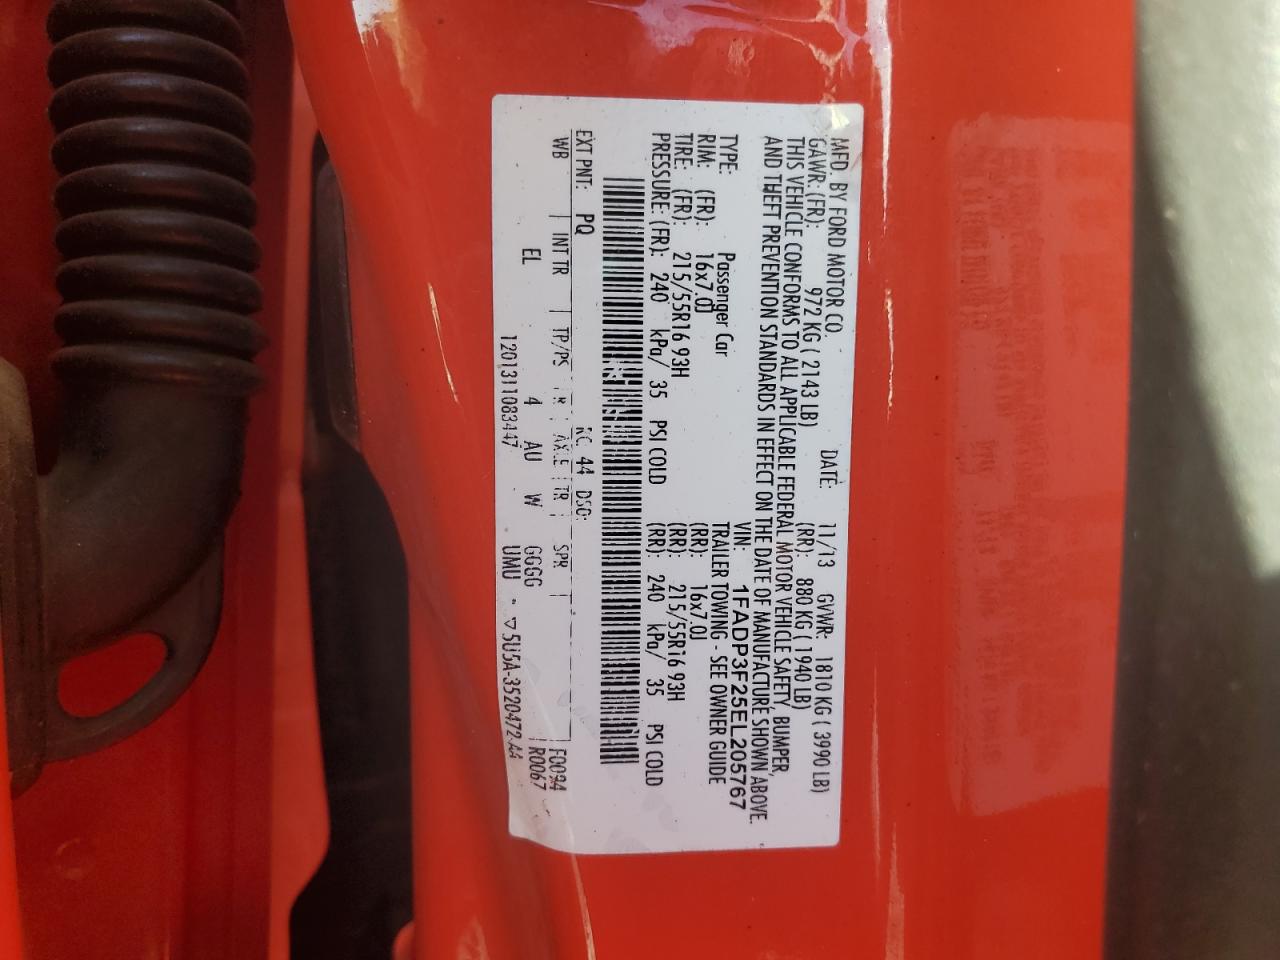 MFD. BY FORD MOTOR CO. DATE: 11/13 GVWR: 1810 KG ( 3990 LB)
GAWR: (FR): 972 KG ( 2143 LB) (RR): 880 KG ( 1940 LB)
THIS VEHICLE CONFORMS TO ALL APPLICABLE FEDERAL MOTOR VEHICLE SAFETY, BUMPER,
AND THEFT PREVENTION STANDARDS IN EFFECT ON THE DATE OF MANUFACTURE SHOWN ABOVE.
VIN: 1FADP3F25EL205767
TYPE: Passenger Car TRAILER TOWING - SEE OWNER GUIDE
RIM: (FR): 16x7.0J (RR): 16x7.0J
TIRE: (FR): 215/55R16 93H (RR): 215/55R16 93H
PRESSURE: (FR): 240 kPa/ 35 PSI COLD (RR): 240 kPa/ 35 PSI COLD
EXT PNT: PQ RC: 44 DSO:
WB INT TR TP/PS R AXLE TR SPR F0094
EL 4 AU W GGGG R0067
1201311083447 UMU - ▽5U5A-3520472-AA